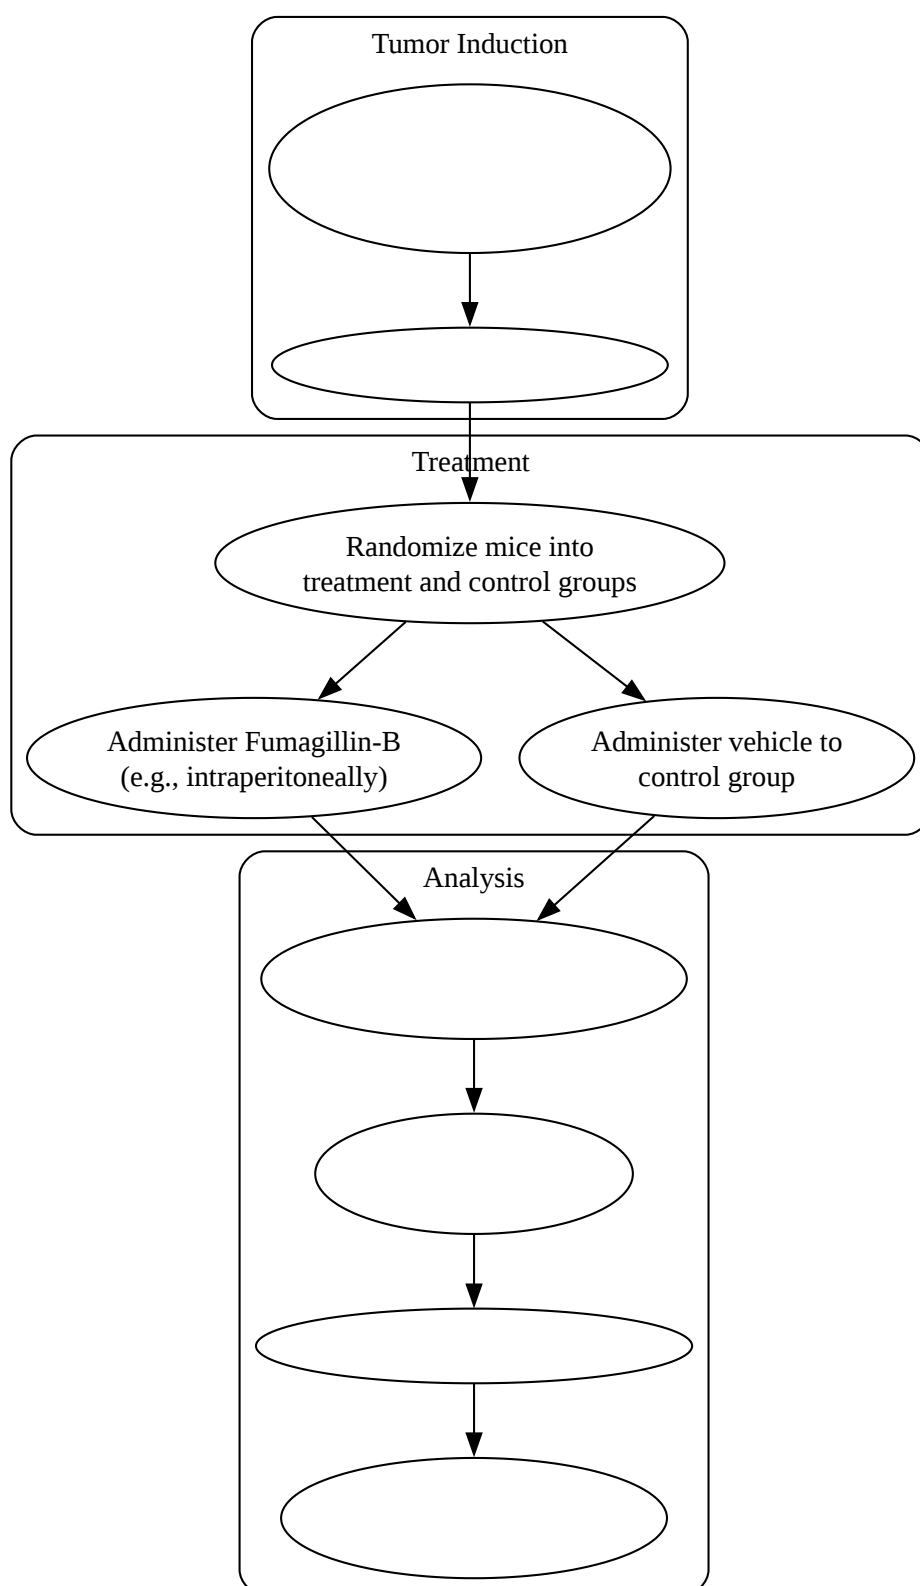 Tumor Induction
Treatment
Randomize mice into
treatment and control groups
Administer Fumagillin-B
(e.g., intraperitoneally)
Administer vehicle to
control group
Analysis